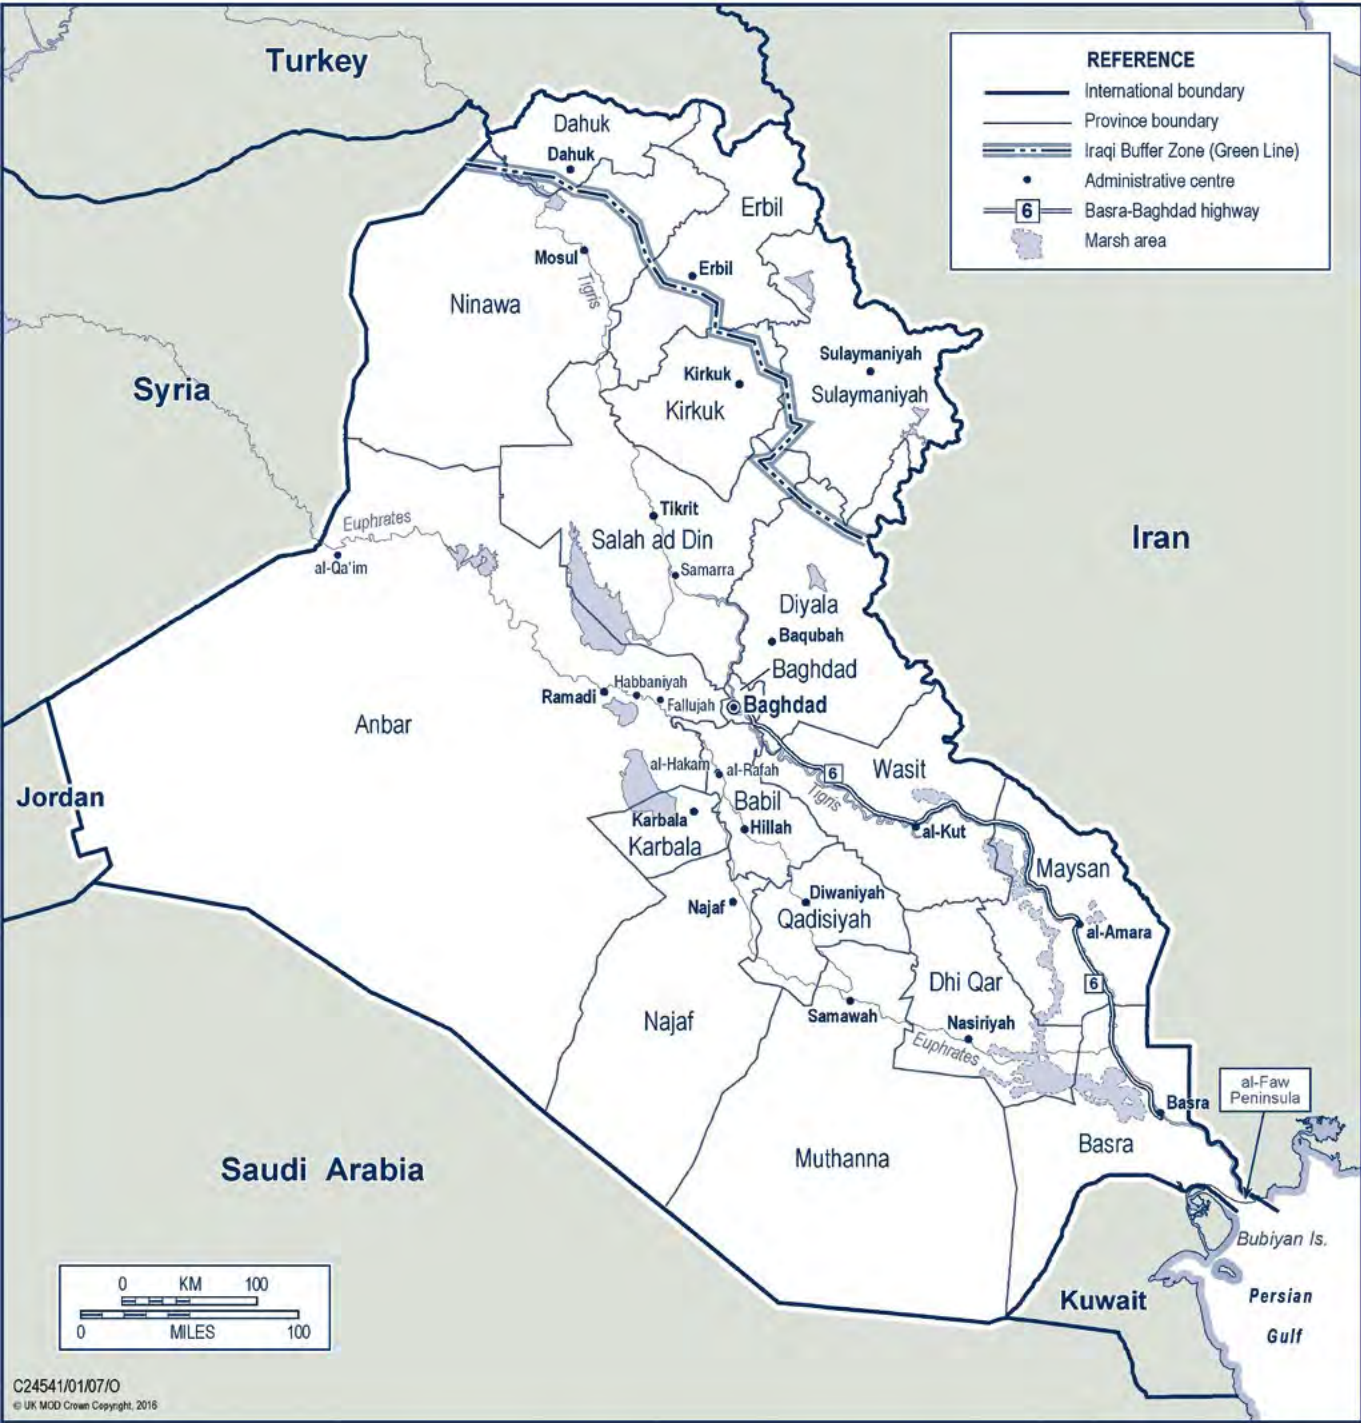 Turkey
REFERENCE
International boundary
Province boundary
Iraqi Buffer Zone (Green Line)
Administrative centre
6
Basra-Baghdad highway
Marsh area
Dahuk
Dahuk
Erbil
Mosul
Erbil
Tigris
Ninawa
Sulaymaniyah
Kirkuk
Syria
Sulaymaniyah
Kirkuk
Tikrit
Euphrates
Salah ad Din
Iran
al-Qa'im
Samarra
Diyala
Baqubah
Baghdad
Habbaniyah
Ramadi
Fallujah
Baghdad
Anbar
al-Hakam
al-Rafah
6
Wasit
Jordan
Tigris
Babil
Karbala
Hillah
al-Kut
Karbala
Maysan
Diwaniyah
Najaf
Qadisiyah
al-Amara
Dhi Qar
6
Samawah
Najaf
Nasiriyah
Euphrates
al-Faw
Peninsula
Basra
Basra
Muthanna
Saudi Arabia
Bubiyan Is.
Kuwait
Persian
Gulf
0 KM 100
0 MILES 100
C24541/01/07/O
© UK MOD Crown Copyright, 2016